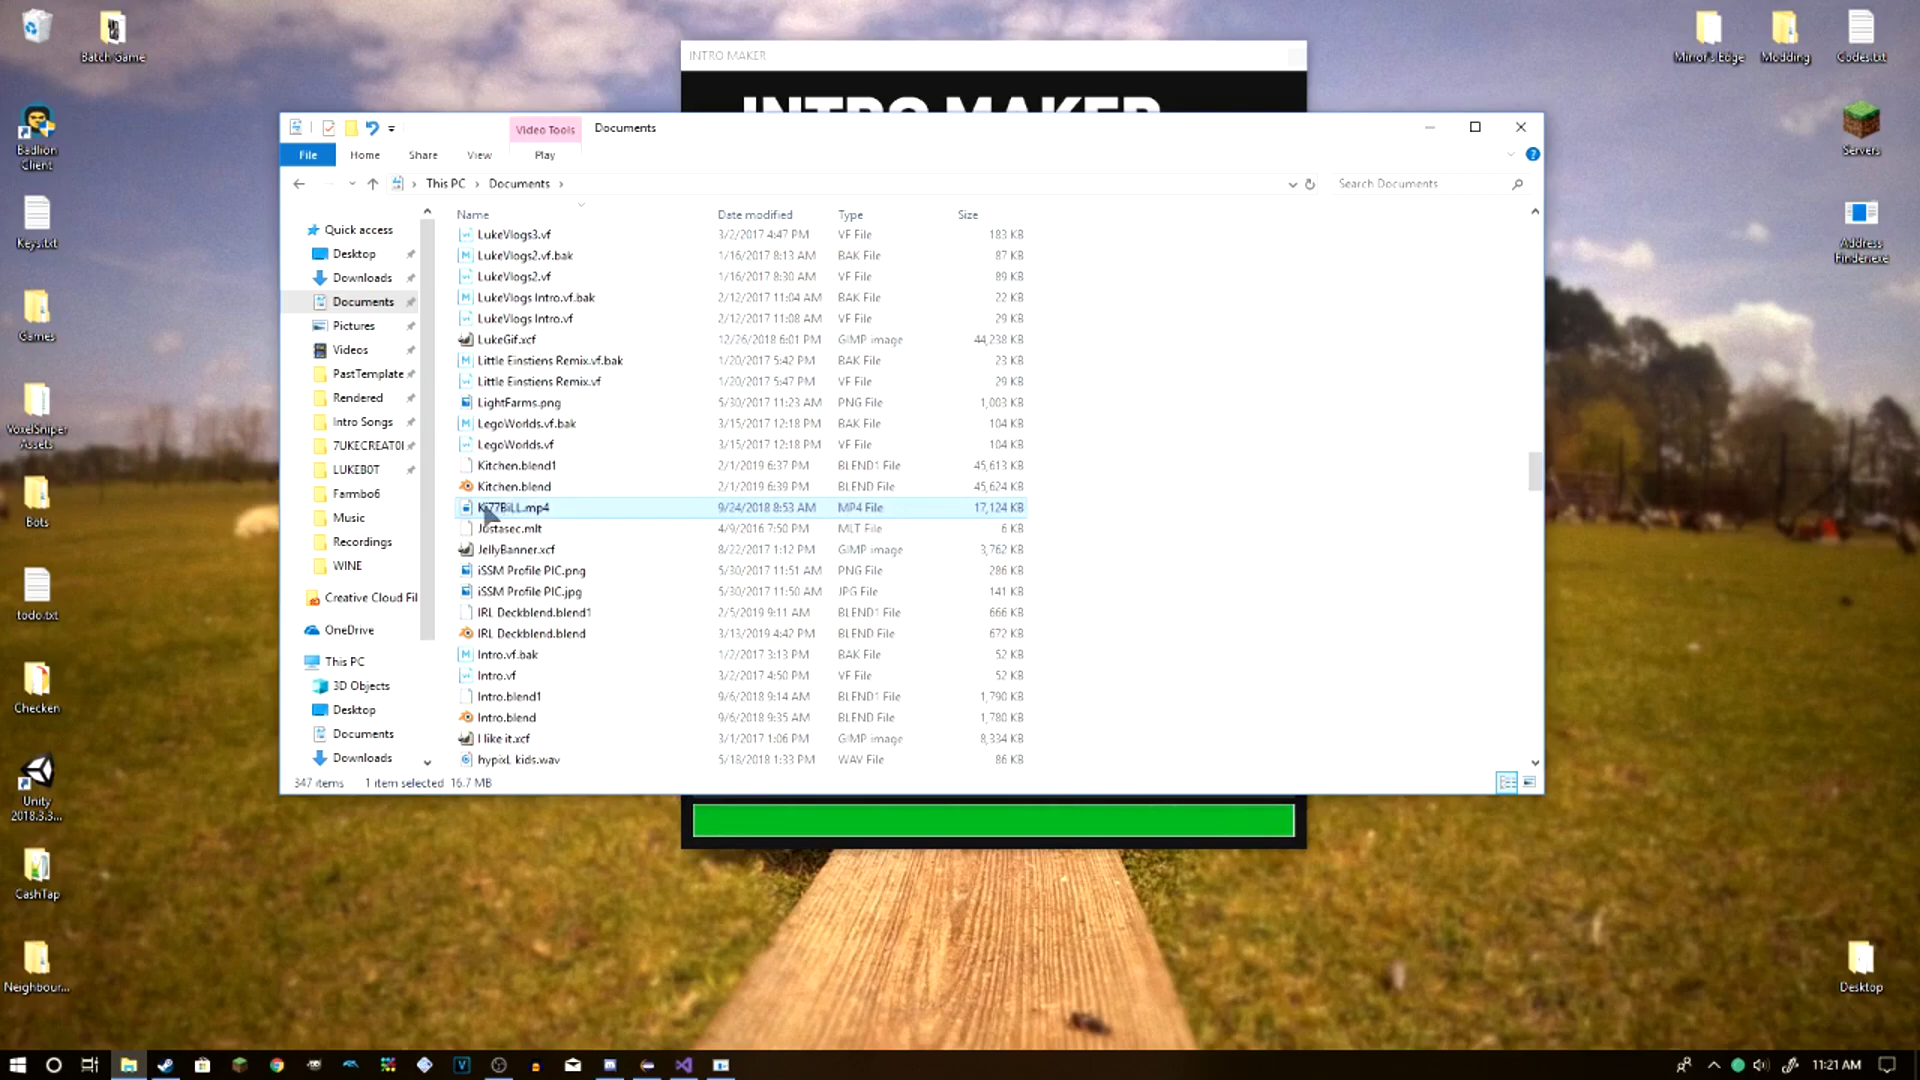 Batch Game
Mirror's Edge
Modding
Codes.txt
INTRO MAKER
INTRO MAKER
Video Tools
Documents
File
Home
Share
View
Play
This PC
Documents
Search Documents
Name
Date modified
Type
Size
Quick access
Desktop
Downloads
Documents
Pictures
Videos
PastTemplate
Rendered
Intro Songs
7UKECREATOI
LUKEB0T
Farmbo6
Music
Recordings
WINE
Creative Cloud Fil
OneDrive
This PC
3D Objects
Desktop
Documents
Downloads
LukeVlogs3.vf 3/2/2017 4:47 PM VF File 183 KB
LukeVlogs2.vf.bak 1/16/2017 8:13 AM BAK File 87 KB
LukeVlogs2.vf 1/16/2017 8:30 AM VF File 89 KB
LukeVlogs Intro.vf.bak 2/12/2017 11:04 AM BAK File 22 KB
LukeVlogs Intro.vf 2/12/2017 11:08 AM VF File 29 KB
LukeGif.xcf 12/26/2018 6:01 PM GIMP image 44,238 KB
Little Einstiens Remix.vf.bak 1/20/2017 5:42 PM BAK File 23 KB
Little Einstiens Remix.vf 1/20/2017 5:47 PM VF File 29 KB
LightFarms.png 5/30/2017 11:23 AM PNG File 1,003 KB
LegoWorlds.vf.bak 3/15/2017 12:18 PM BAK File 104 KB
LegoWorlds.vf 3/15/2017 12:18 PM VF File 104 KB
Kitchen.blend1 2/1/2019 6:37 PM BLEND1 File 45,613 KB
Kitchen.blend 2/1/2019 6:39 PM BLEND File 45,624 KB
Ki77BiLL.mp4 9/24/2018 8:53 AM MP4 File 17,124 KB
Justasec.mlt 4/9/2016 7:50 PM MLT File 6 KB
JellyBanner.xcf 8/22/2017 1:12 PM GIMP image 3,762 KB
iSSM Profile PIC.png 5/30/2017 11:51 AM PNG File 286 KB
iSSM Profile PIC.jpg 5/30/2017 11:50 AM JPG File 141 KB
IRL Deckblend.blend1 2/5/2019 9:11 AM BLEND1 File 666 KB
IRL Deckblend.blend 3/13/2019 4:42 PM BLEND File 672 KB
Intro.vf.bak 1/2/2017 3:13 PM BAK File 52 KB
Intro.vf 3/2/2017 4:50 PM VF File 52 KB
Intro.blend1 9/6/2018 9:14 AM BLEND1 File 1,790 KB
Intro.blend 9/6/2018 9:35 AM BLEND File 1,780 KB
I like it.xcf 3/1/2017 1:06 PM GIMP image 8,334 KB
hypixL kids.wav 5/18/2018 1:33 PM WAV File 86 KB
347 items
1 item selected 16.7 MB
Badlion
Client
Keys.txt
Games
VoxelSniper
Assets
Bots
todo.txt
Checken
Unity
2018.3.3...
CashTap
Neighbour...
Servers
Address
Finder.exe
Desktop
11:21 AM